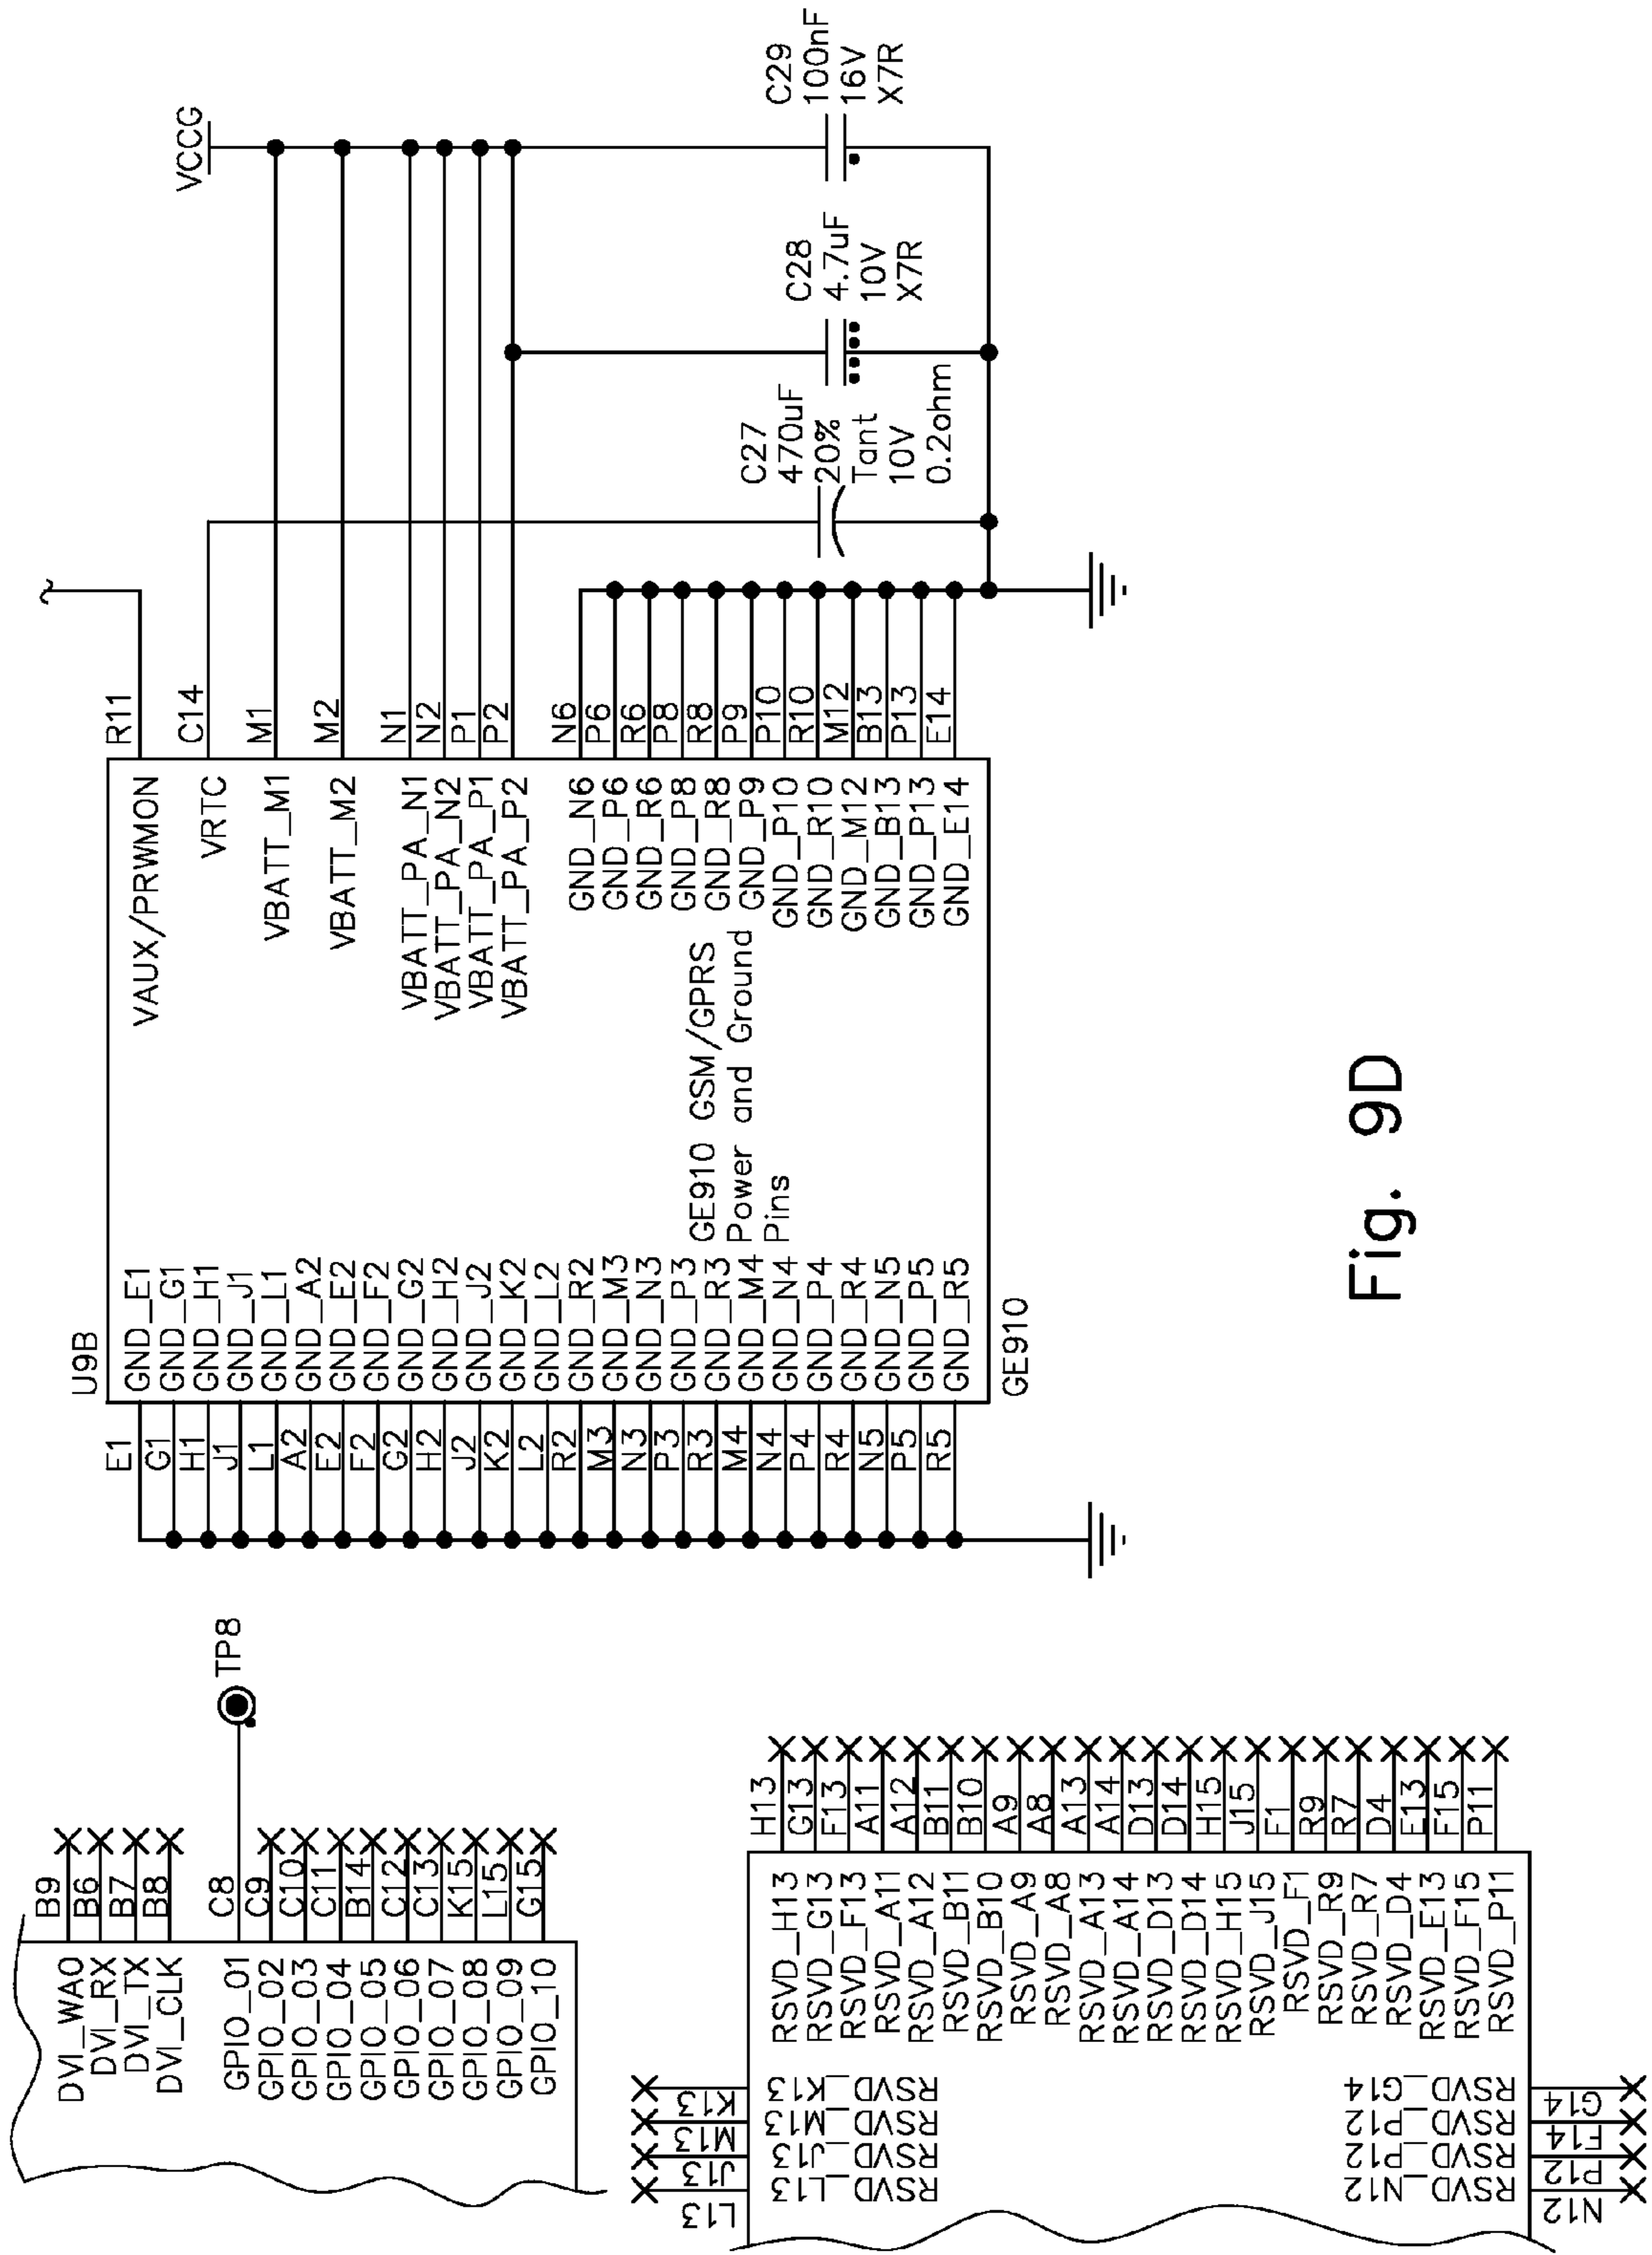 B9
B6
B7
B8
C8
C9
C10
C11
B14
C12
C13
K15
L15
G15
DVI_WA0
DVI_RX
DVI_TX
DVI_CLK
GPIO_01
GPIO_02
GPIO_03
GPIO_04
GPIO_05
GPIO_06
GPIO_07
GPIO_08
GPIO_09
GPIO_10
TP8
L13
J13
M13
K13
RSVD_L13
RSVD_J13
RSVD_M13
RSVD_K13
RSVD_H13
RSVD_G13
RSVD_F13
RSVD_A11
RSVD_A12
RSVD_B11
RSVD_B10
RSVD_A9
RSVD_A8
RSVD_A13
RSVD_A14
RSVD_D13
RSVD_D14
RSVD_H15
RSVD_J15
RSVD_F1
RSVD_R9
RSVD_R7
RSVD_D4
RSVD_E13
RSVD_F15
RSVD_P11
H13
G13
F13
A11
A12
B11
B10
A9
A8
A13
A14
D13
D14
H15
J15
F1
R9
R7
D4
E13
F15
P11
RSVD_N12
RSVD_P12
RSVD_P12
RSVD_G14
N12
P12
F14
G14
U9B
E1
G1
H1
J1
L1
A2
E2
F2
G2
H2
J2
K2
L2
R2
M3
N3
P3
R3
M4
N4
P4
R4
N5
P5
R5
GND_E1
GND_G1
GND_H1
GND_J1
GND_L1
GND_A2
GND_E2
GND_F2
GND_G2
GND_H2
GND_J2
GND_K2
GND_L2
GND_R2
GND_M3
GND_N3
GND_P3
GND_R3
GND_M4
GND_N4
GND_P4
GND_R4
GND_N5
GND_P5
GND_R5
GE910 GSM/GPRS
Power and Ground
Pins
VAUX/PRWMON
VRTC
VBATT_M1
VBATT_M2
VBATT_PA_N1
VBATT_PA_N2
VBATT_PA_P1
VBATT_PA_P2
GND_N6
GND_P6
GND_R6
GND_P8
GND_R8
GND_P9
GND_P10
GND_R10
GND_M12
GND_B13
GND_P13
GND_E14
R11
C14
M1
M2
N1
N2
P1
P2
N6
P6
R6
P8
R8
P9
P10
R10
M12
B13
P13
E14
GE910
VCCG
C27
470uF
20%
Tant
10V
0.2ohm
C28
4.7uF
10V
X7R
C29
100nF
16V
X7R
Fig. 9D